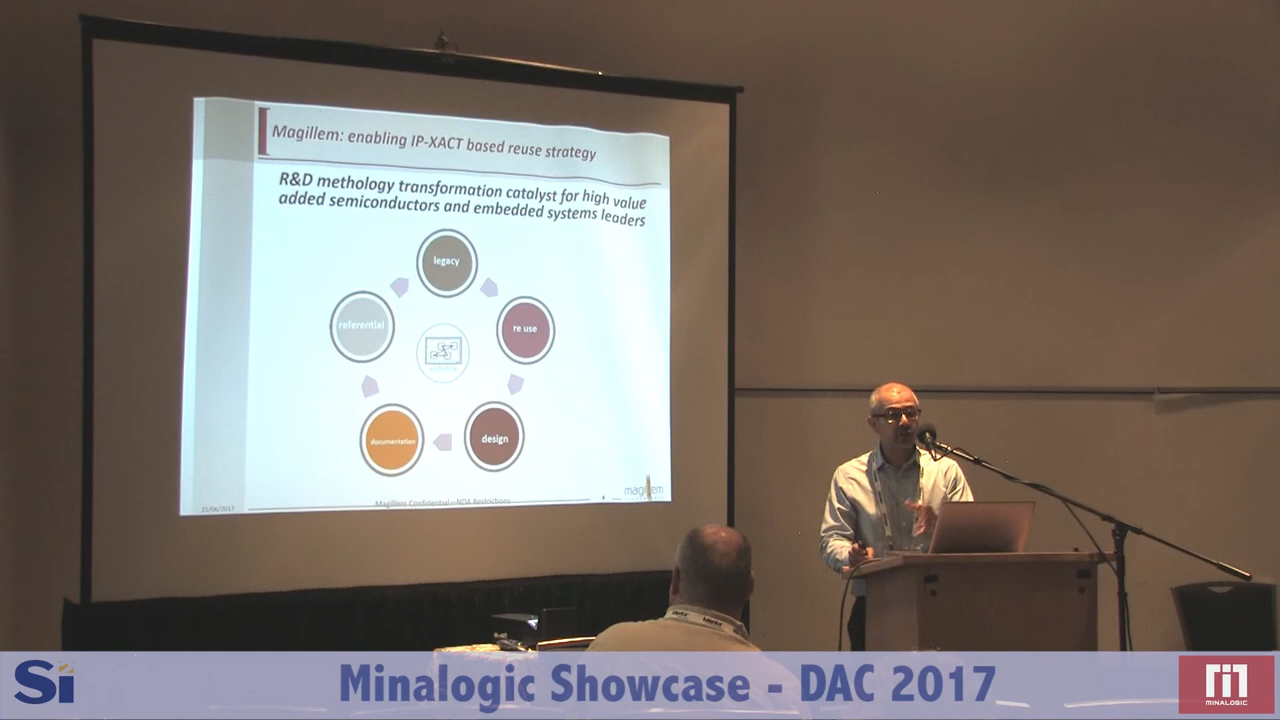 Magillem: enabling IP-XACT based reuse strategy
R&D methology transformation catalyst for high value
added semiconductors and embedded systems leaders
legacy
referential
re use
documentation
design
Magillem Confidential - NDA Restrictions
21/06/2017
magillem
Si
Minalogic Showcase - DAC 2017
MINALOGIC